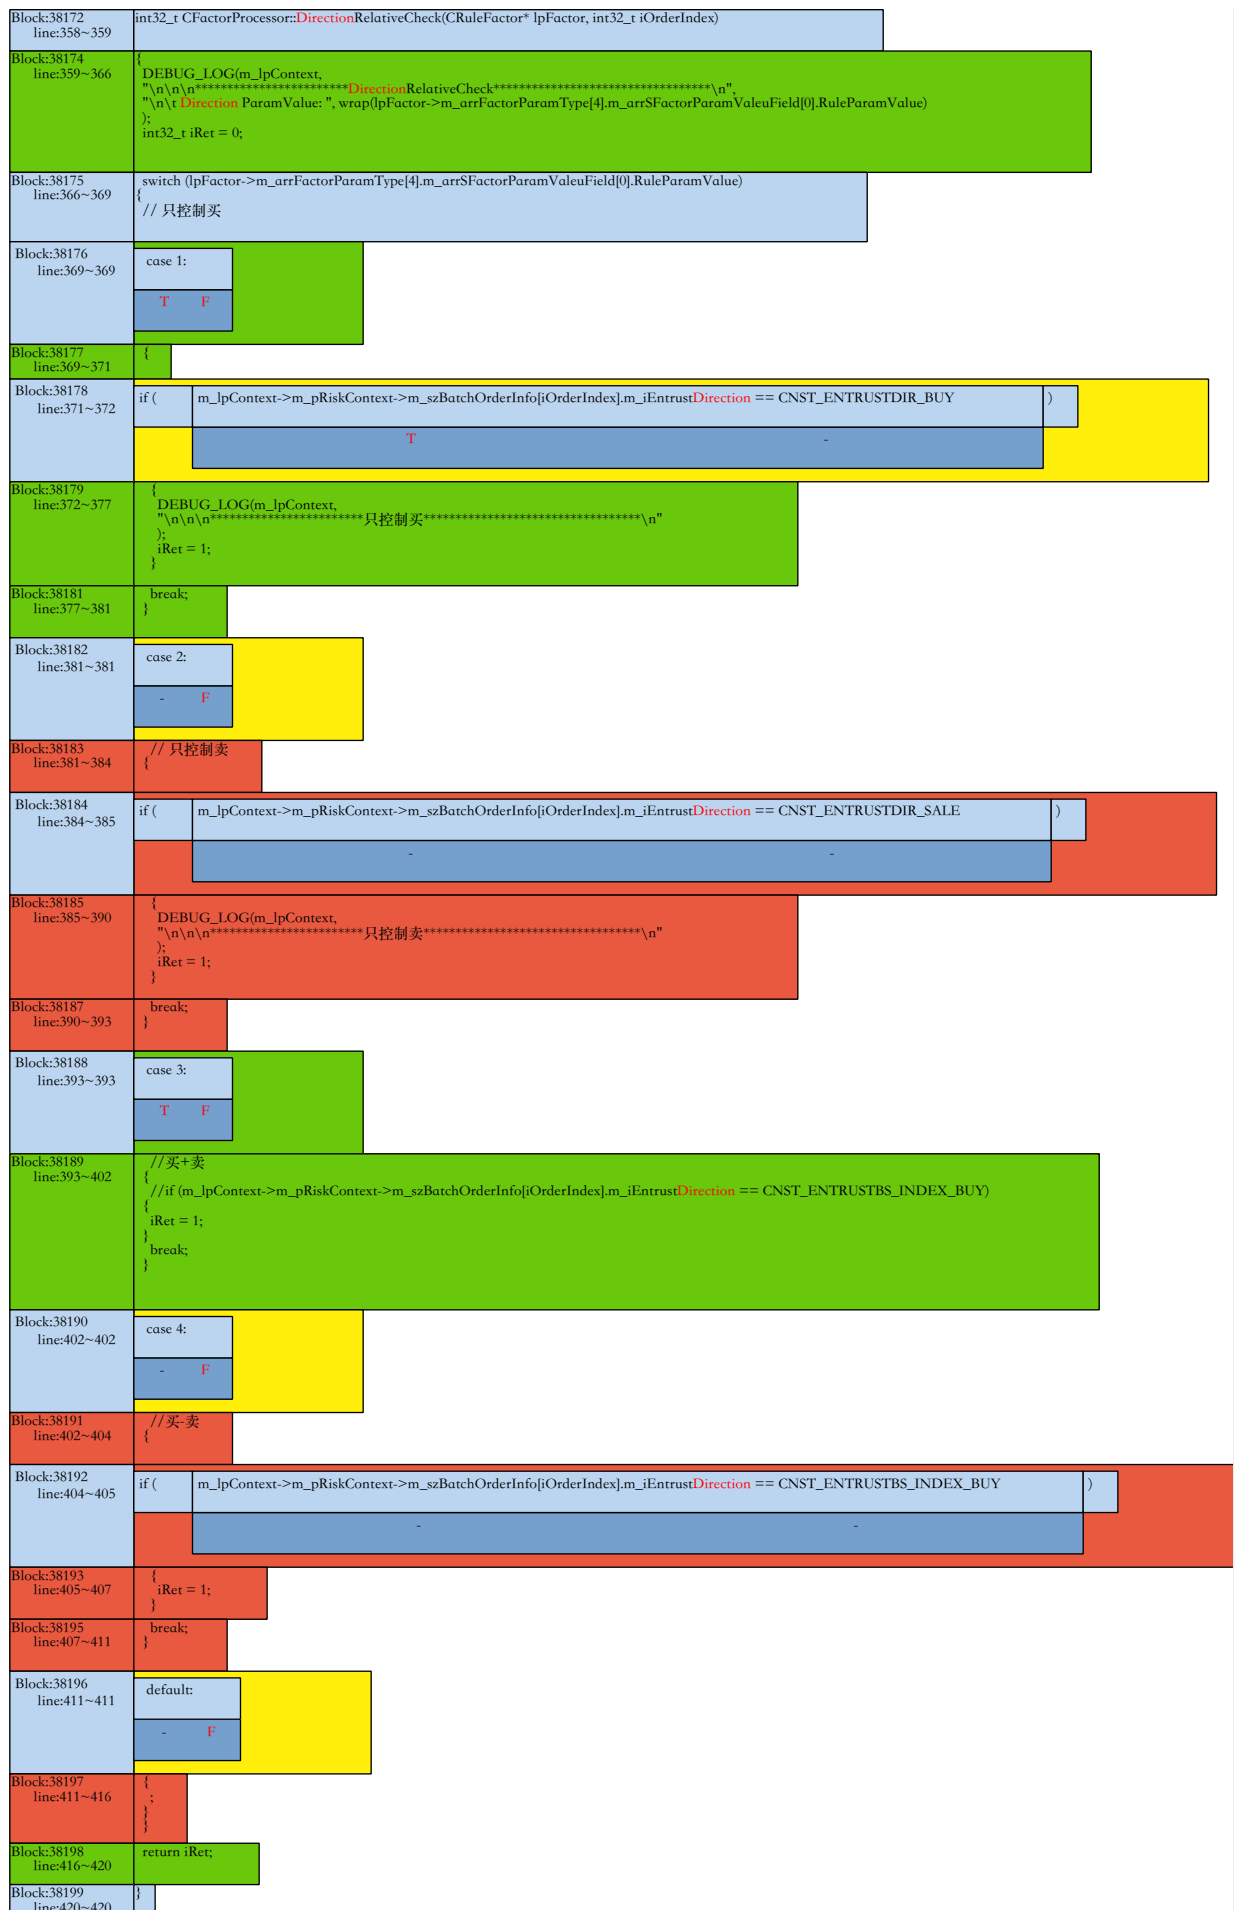 Block:38172
line:358~359
int32_t CFactorProcessor::DirectionRelativeCheck(CRuleFactor* lpFactor, int32_t iOrderIndex)
Block:38174
line:359~366
{
DEBUG_LOG(m_lpContext,
"\n\n\n************************DirectionRelativeCheck**********************************\n",
"\n\t Direction ParamValue: ", wrap(lpFactor->m_arrFactorParamType[4].m_arrSFactorParamValeuField[0].RuleParamValue)
);
int32_t iRet = 0;
Block:38175
line:366~369
switch (lpFactor->m_arrFactorParamType[4].m_arrSFactorParamValeuField[0].RuleParamValue)
{
// 只控制买
Block:38176
line:369~369
case 1:
T F
Block:38177
line:369~371
{
Block:38178
line:371~372
if ( m_lpContext->m_pRiskContext->m_szBatchOrderInfo[iOrderIndex].m_iEntrustDirection == CNST_ENTRUSTDIR_BUY )
T -
Block:38179
line:372~377
{
DEBUG_LOG(m_lpContext,
"\n\n\n************************只控制买**********************************\n"
);
iRet = 1;
}
Block:38181
line:377~381
break;
}
Block:38182
line:381~381
case 2:
- F
Block:38183
line:381~384
// 只控制卖
{
Block:38184
line:384~385
if ( m_lpContext->m_pRiskContext->m_szBatchOrderInfo[iOrderIndex].m_iEntrustDirection == CNST_ENTRUSTDIR_SALE )
- -
Block:38185
line:385~390
{
DEBUG_LOG(m_lpContext,
"\n\n\n************************只控制卖**********************************\n"
);
iRet = 1;
}
Block:38187
line:390~393
break;
}
Block:38188
line:393~393
case 3:
T F
Block:38189
line:393~402
//买+卖
{
//if (m_lpContext->m_pRiskContext->m_szBatchOrderInfo[iOrderIndex].m_iEntrustDirection == CNST_ENTRUSTBS_INDEX_BUY)
{
iRet = 1;
}
break;
}
Block:38190
line:402~402
case 4:
- F
Block:38191
line:402~404
//买-卖
{
Block:38192
line:404~405
if ( m_lpContext->m_pRiskContext->m_szBatchOrderInfo[iOrderIndex].m_iEntrustDirection == CNST_ENTRUSTBS_INDEX_BUY )
- -
Block:38193
line:405~407
{
iRet = 1;
}
Block:38195
line:407~411
break;
}
Block:38196
line:411~411
default:
- F
Block:38197
line:411~416
{
;
}
}
Block:38198
line:416~420
return iRet;
Block:38199
line:420~420
}